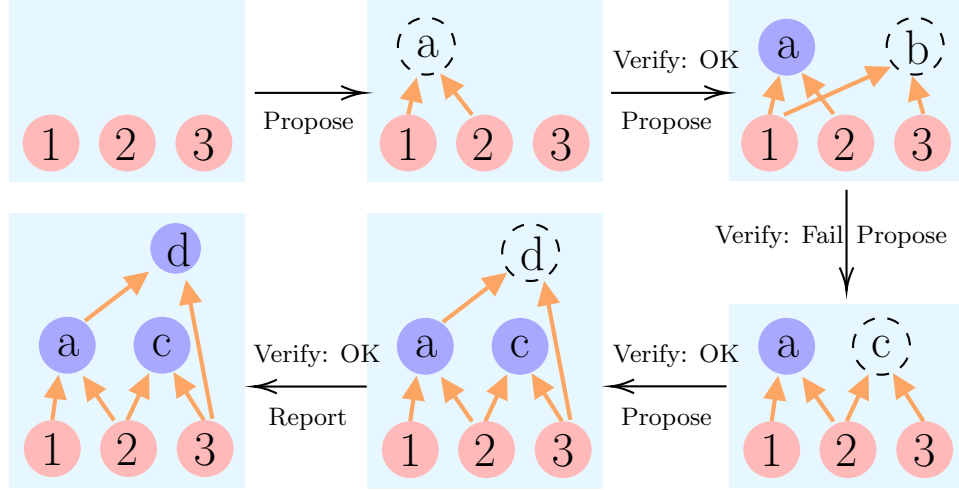 1 2 3
Propose
a
1 2 3
Verify: OK
Propose
a b
1 2 3
Verify: Fail Propose
a c
1 2 3
Verify: OK
Propose
d
a c
1 2 3
Verify: OK
Report
d
a c
1 2 3